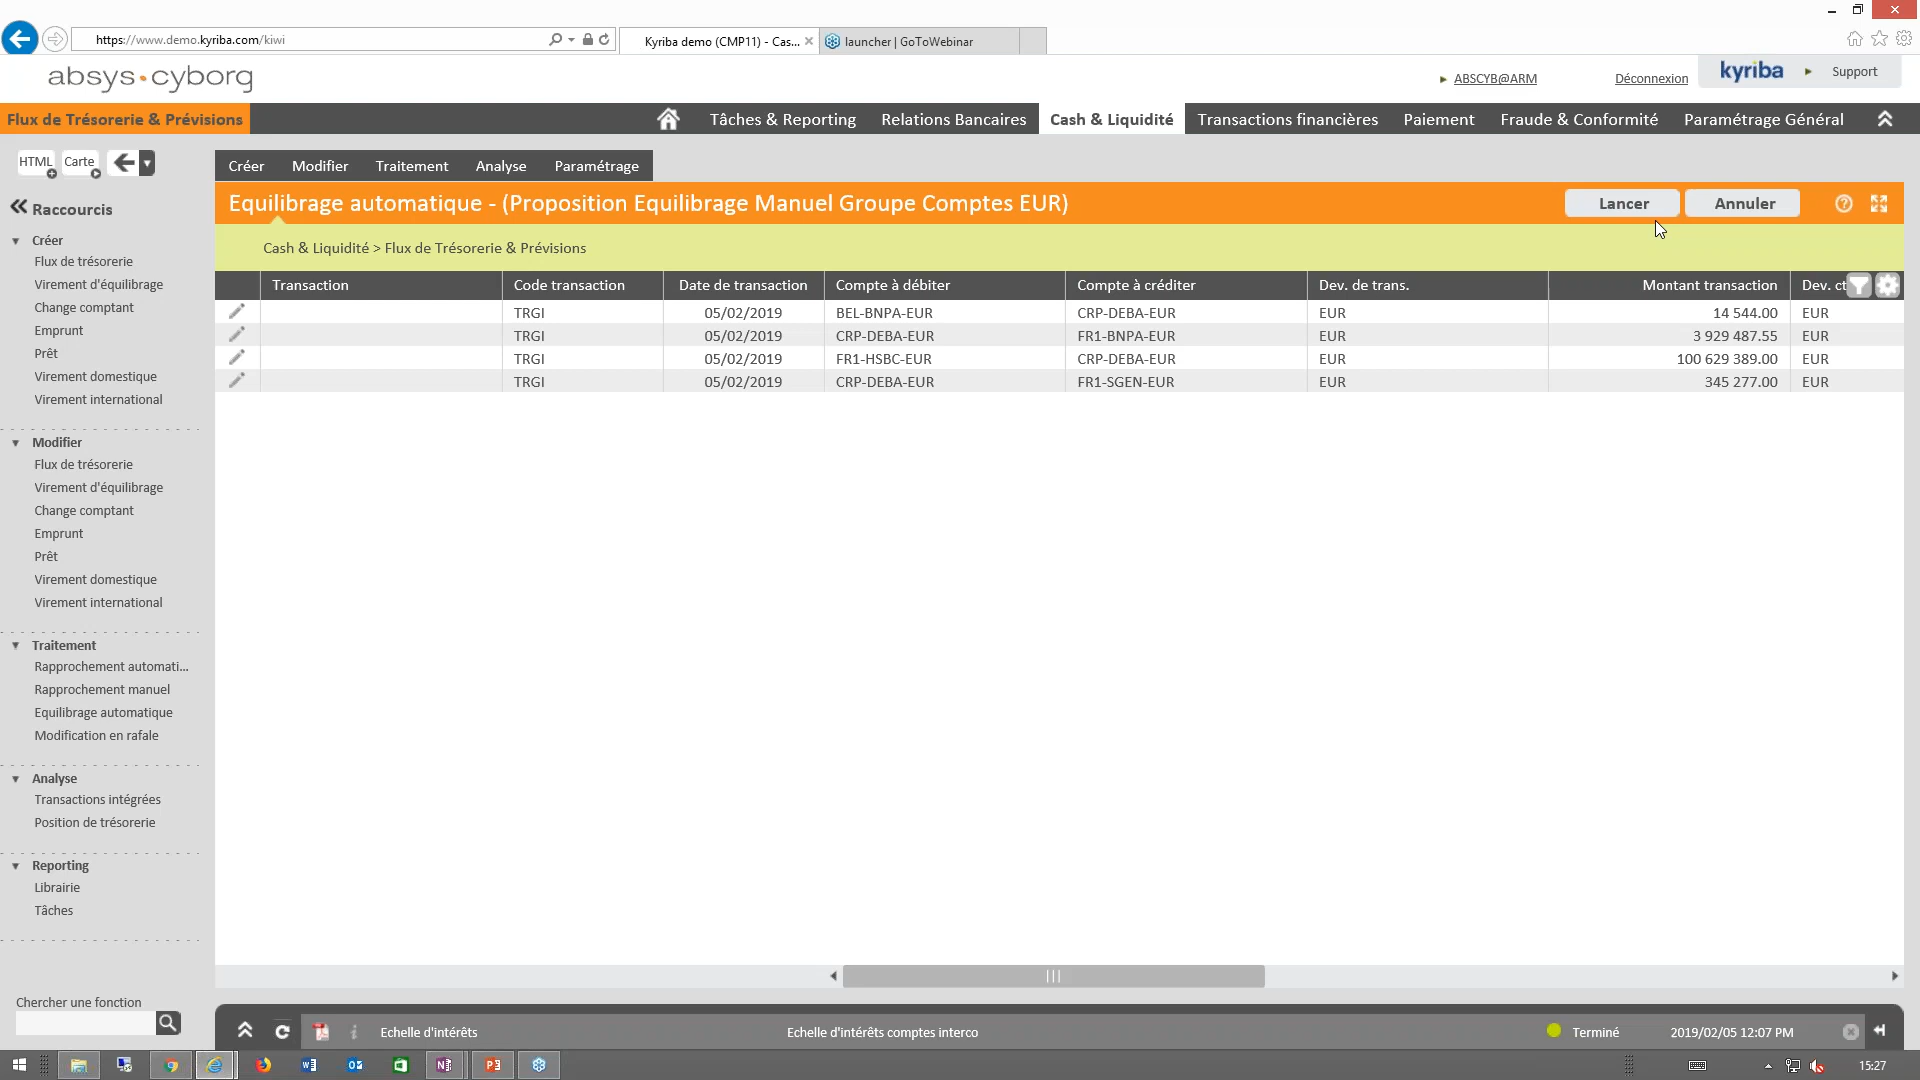 https://www.demo.kyriba.com/kiwi
Kyriba demo (CMP11) - Cas...
launcher | GoToWebinar
absys cyborg
ABSCYB@ARM
Déconnexion
kyriba
Support
Flux de Trésorerie & Prévisions
Tâches & Reporting
Relations Bancaires
Cash & Liquidité
Transactions financières
Paiement
Fraude & Conformité
Paramétrage Général
HTML
Carte
Créer
Modifier
Traitement
Analyse
Paramétrage
Raccourcis
Equilibrage automatique - (Proposition Equilibrage Manuel Groupe Comptes EUR)
Lancer
Annuler
Cash & Liquidité > Flux de Trésorerie & Prévisions
Créer
Flux de trésorerie
Virement d'équilibrage
Change comptant
Emprunt
Prêt
Virement domestique
Virement international
Modifier
Flux de trésorerie
Virement d'équilibrage
Change comptant
Emprunt
Prêt
Virement domestique
Virement international
Traitement
Rapprochement automati...
Rapprochement manuel
Equilibrage automatique
Modification en rafale
Analyse
Transactions intégrées
Position de trésorerie
Reporting
Librairie
Tâches
Chercher une fonction
Transaction Code transaction Date de transaction Compte à débiter Compte à créditer Dev. de trans. Montant transaction Dev. ct
TRGI 05/02/2019 BEL-BNPA-EUR CRP-DEBA-EUR EUR 14 544.00 EUR
TRGI 05/02/2019 CRP-DEBA-EUR FR1-BNPA-EUR EUR 3 929 487.55 EUR
TRGI 05/02/2019 FR1-HSBC-EUR CRP-DEBA-EUR EUR 100 629 389.00 EUR
TRGI 05/02/2019 CRP-DEBA-EUR FR1-SGEN-EUR EUR 345 277.00 EUR
Echelle d'intérêts
Echelle d'intérêts comptes interco
Terminé
2019/02/05 12:07 PM
15:27